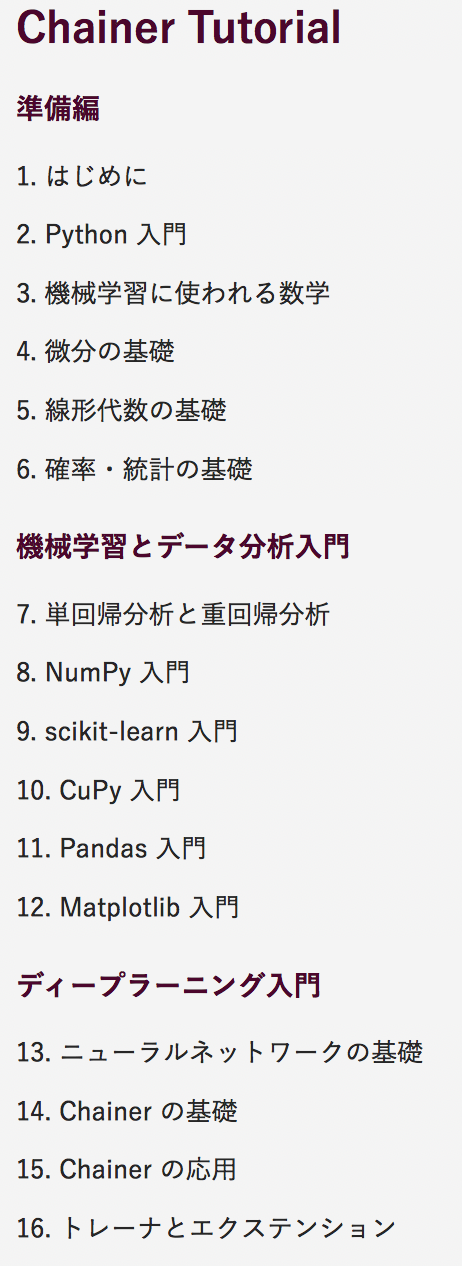 Chainer Tutorial
準備編
1. はじめに
2. Python 入門
3. 機械学習に使われる数学
4. 微分の基礎
5. 線形代数の基礎
6. 確率・統計の基礎
機械学習とデータ分析入門
7. 単回帰分析と重回帰分析
8. NumPy 入門
9. scikit-learn 入門
10. CuPy 入門
11. Pandas 入門
12. Matplotlib 入門
ディープラーニング入門
13. ニューラルネットワークの基礎
14. Chainer の基礎
15. Chainer の応用
16. トレーナとエクステンション